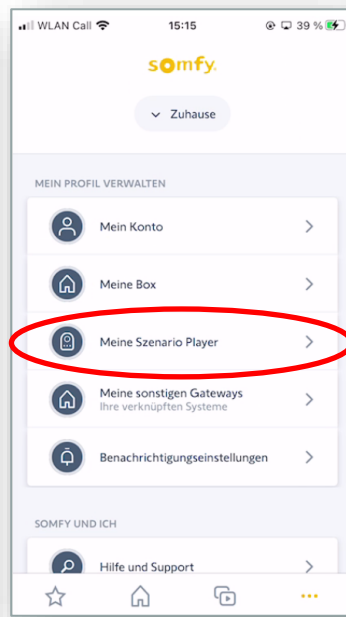 WLAN Call 15:15 39 %
somfy.
Zuhause
MEIN PROFIL VERWALTEN
Mein Konto
Meine Box
Meine Szenario Player
Meine sonstigen Gateways
Ihre verknüpften Systeme
Benachrichtigungseinstellungen
SOMFY UND ICH
Hilfe und Support